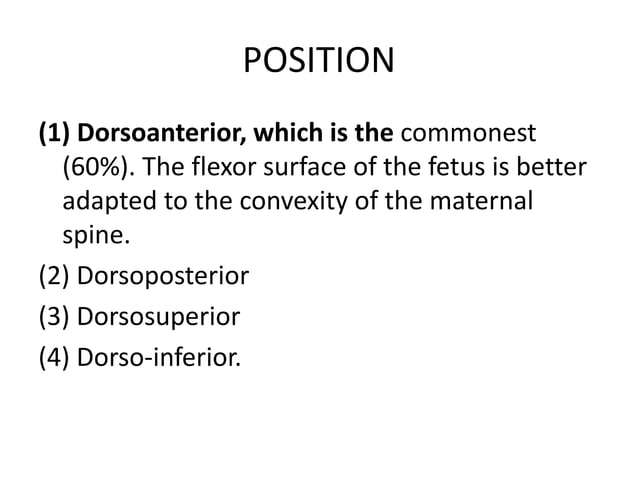 POSITION
(1) Dorsoanterior, which is the commonest
(60%). The flexor surface of the fetus is better
adapted to the convexity of the maternal
spine.
(2) Dorsoposterior
(3) Dorsosuperior
(4) Dorso-inferior.